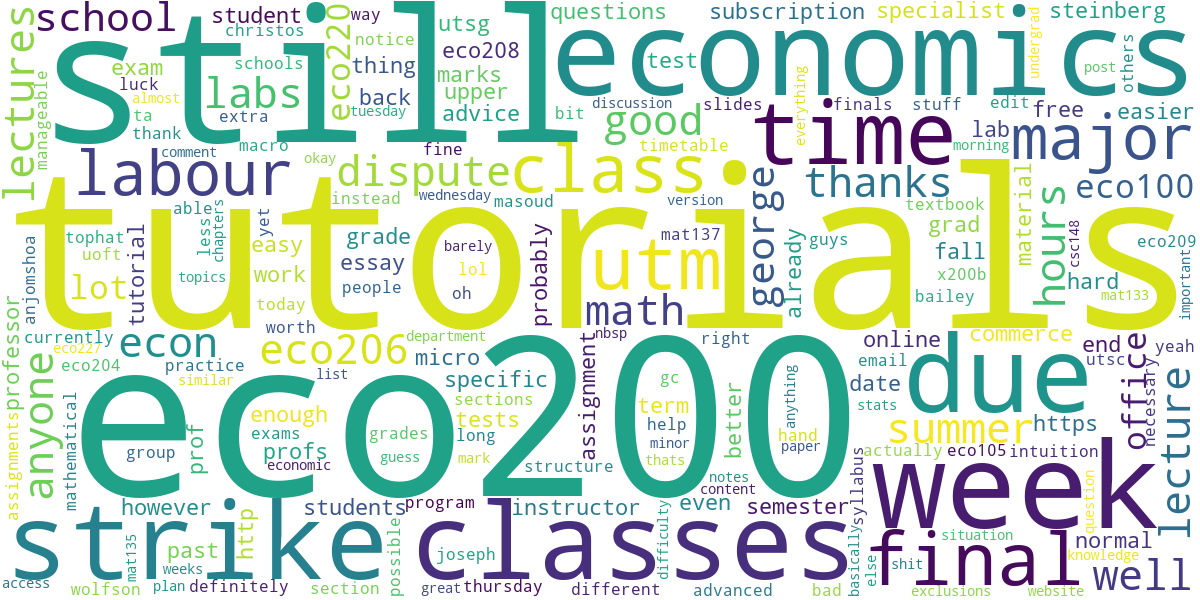 school student way utsg questions subscription specialist steinberg
christos notice eco208
lectures still eco220 economics undergrad others
exam schools thing marks test post
luck labs back upper
manageable almost tuesday advice discussion slides finals stuff edit free easier
ta extra bit everything
thank macro good time lab major
comment okay fine timetable morning
labour dispute class thanks eco100
instead wednesday masoud george hours material
able yet version textbook
tophat less chapters grade barely mat137 already guys grad csc148 eco209
uoft tutorial easy fall
anjomshoa topics essay lol utm x200b hard important
lot work people probably bailey mat133
today oh tutorials
professor math
currently econ worth department nbsp right online commerce end office yeah
eco227 eco206 micro email utsc
eco204 practice list gc date due necessary
anyone similar specific assignment anything stats
sections better summer https
assignments enough tests term hand
mathematical prof exams grades long help lecture
group profs guess mark minor paper actually eco105 intuition
economic thats week
eco200 structure notes syllabus
content question
however students program instructor difficulty even semester
strike classes final normal
http possible basically situation knowledge
mat135 past joseph else shit well
access weeks
plan wolfson definitely section great thursday different advanced bad exclusions website